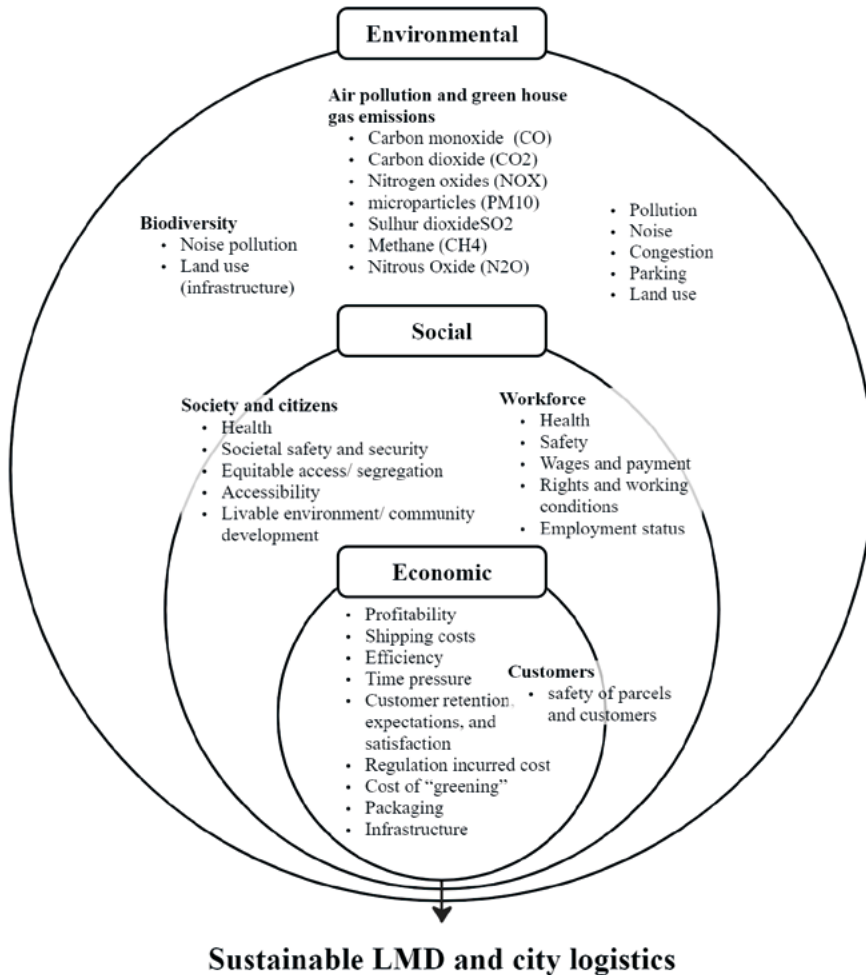 Environmental
Air pollution and green house
gas emissions
• Carbon monoxide (CO)
• Carbon dioxide (CO2)
• Nitrogen oxides (NOX)
• microparticles (PM10)
• Sulhur dioxideSO2
• Methane (CH4)
• Nitrous Oxide (N2O)
Biodiversity
• Noise pollution
• Land use
(infrastructure)
• Pollution
• Noise
• Congestion
• Parking
• Land use
Social
Society and citizens
• Health
• Societal safety and security
• Equitable access/ segregation
• Accessibility
• Livable environment/ community
development
Workforce
• Health
• Safety
• Wages and payment
• Rights and working
conditions
• Employment status
Economic
• Profitability
• Shipping costs
• Efficiency
• Time pressure
• Customer retention,
expectations, and
satisfaction
• Regulation incurred cost
• Cost of “greening”
• Packaging
• Infrastructure
Customers
• safety of parcels
and customers
Sustainable LMD and city logistics